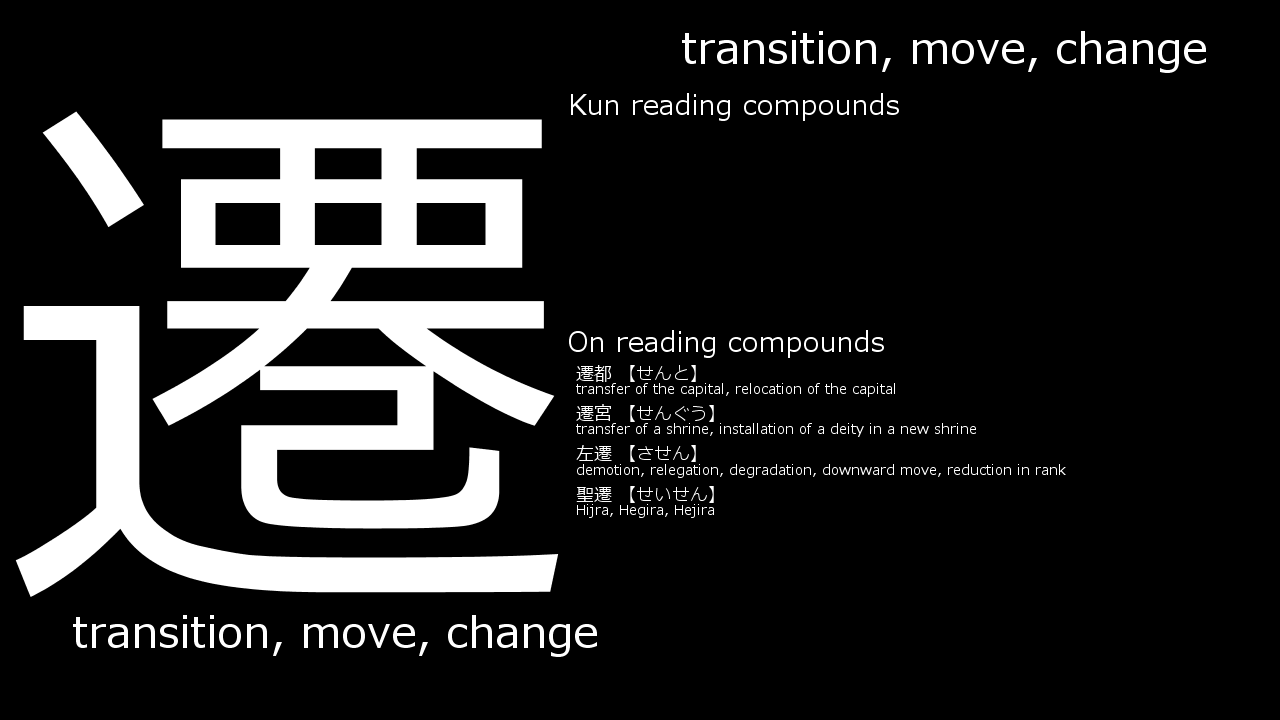 transition, move, change
Kun reading compounds
遷
On reading compounds
遷都 【せんと】
transfer of the capital, relocation of the capital
遷宮 【せんぐう】
transfer of a shrine, installation of a deity in a new shrine
左遷 【させん】
demotion, relegation, degradation, downward move, reduction in rank
聖遷 【せいせん】
Hijra, Hegira, Hejira
transition, move, change